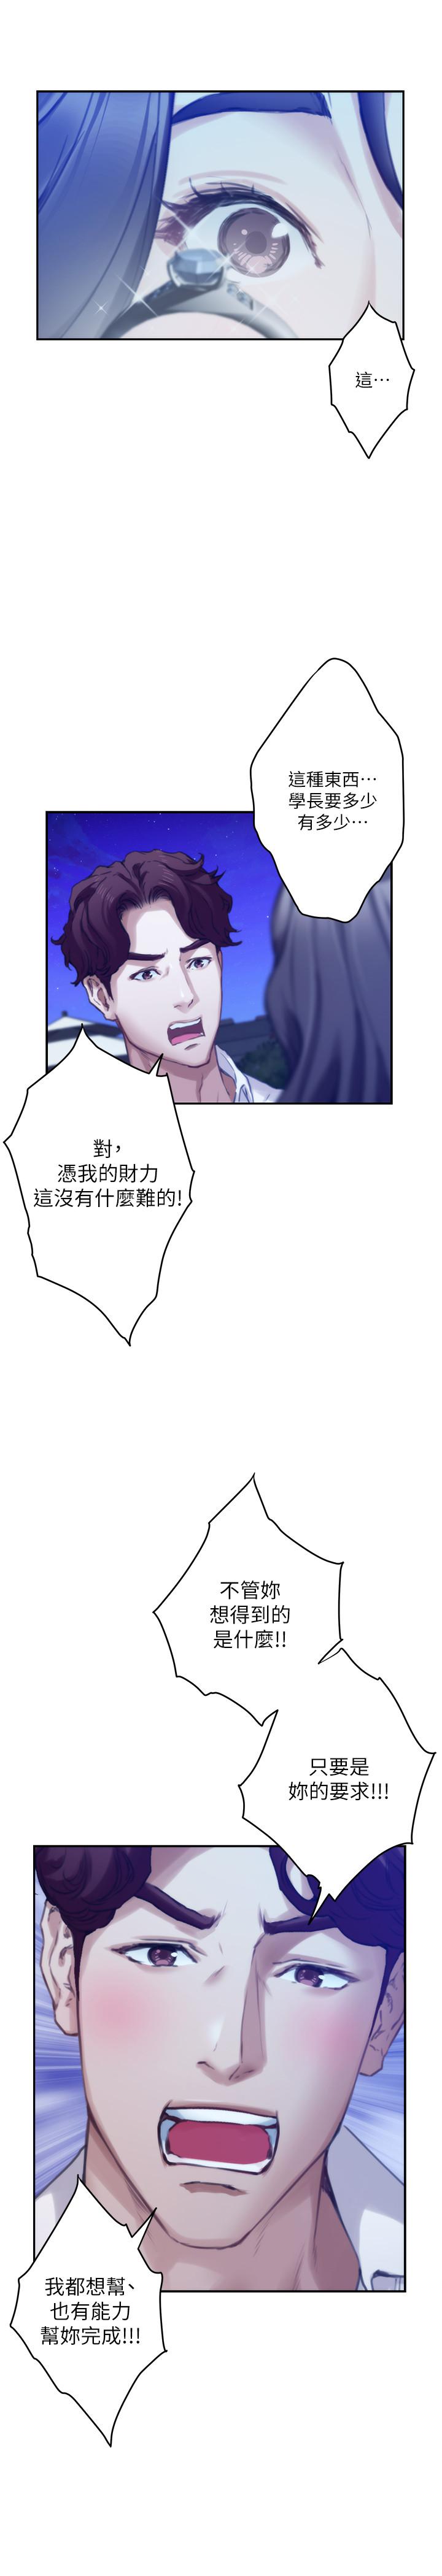 這⋯
這種東西⋯
學長要多少
有多少⋯
對，
憑我的財力
這沒有什麼難的!
不管妳
想得到的
是什麼!!
只要是
妳的要求!!!
我都想幫、
也有能力
幫妳完成!!!